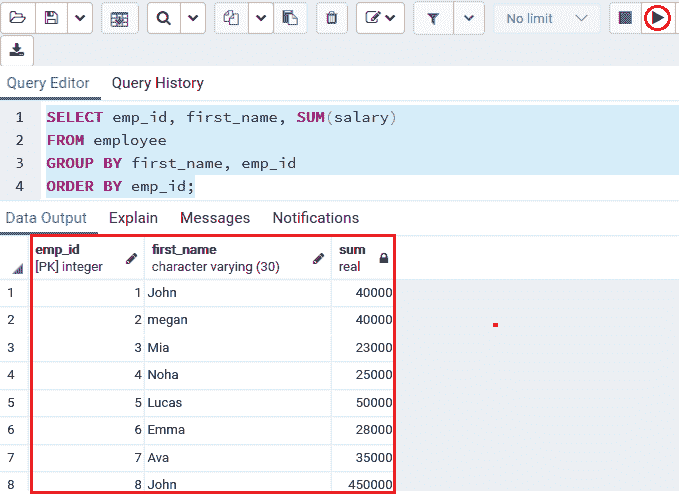 No limit
Query Editor Query History
1 SELECT emp_id, first_name, SUM(salary)
2 FROM employee
3 GROUP BY first_name, emp_id
4 ORDER BY emp_id;
Data Output Explain Messages Notifications
emp_id first_name sum
[PK] integer character varying (30) real
1 1 John 40000
2 2 megan 40000
3 3 Mia 23000
4 4 Noha 25000
5 5 Lucas 50000
6 6 Emma 28000
7 7 Ava 35000
8 8 John 450000